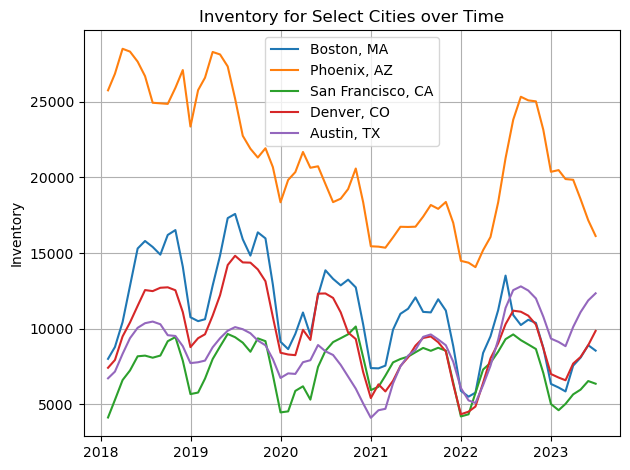 Inventory for Select Cities over Time
Boston, MA
Phoenix, AZ
San Francisco, CA
Denver, CO
Austin, TX
Inventory
25000
20000
15000
10000
5000
2018 2019 2020 2021 2022 2023